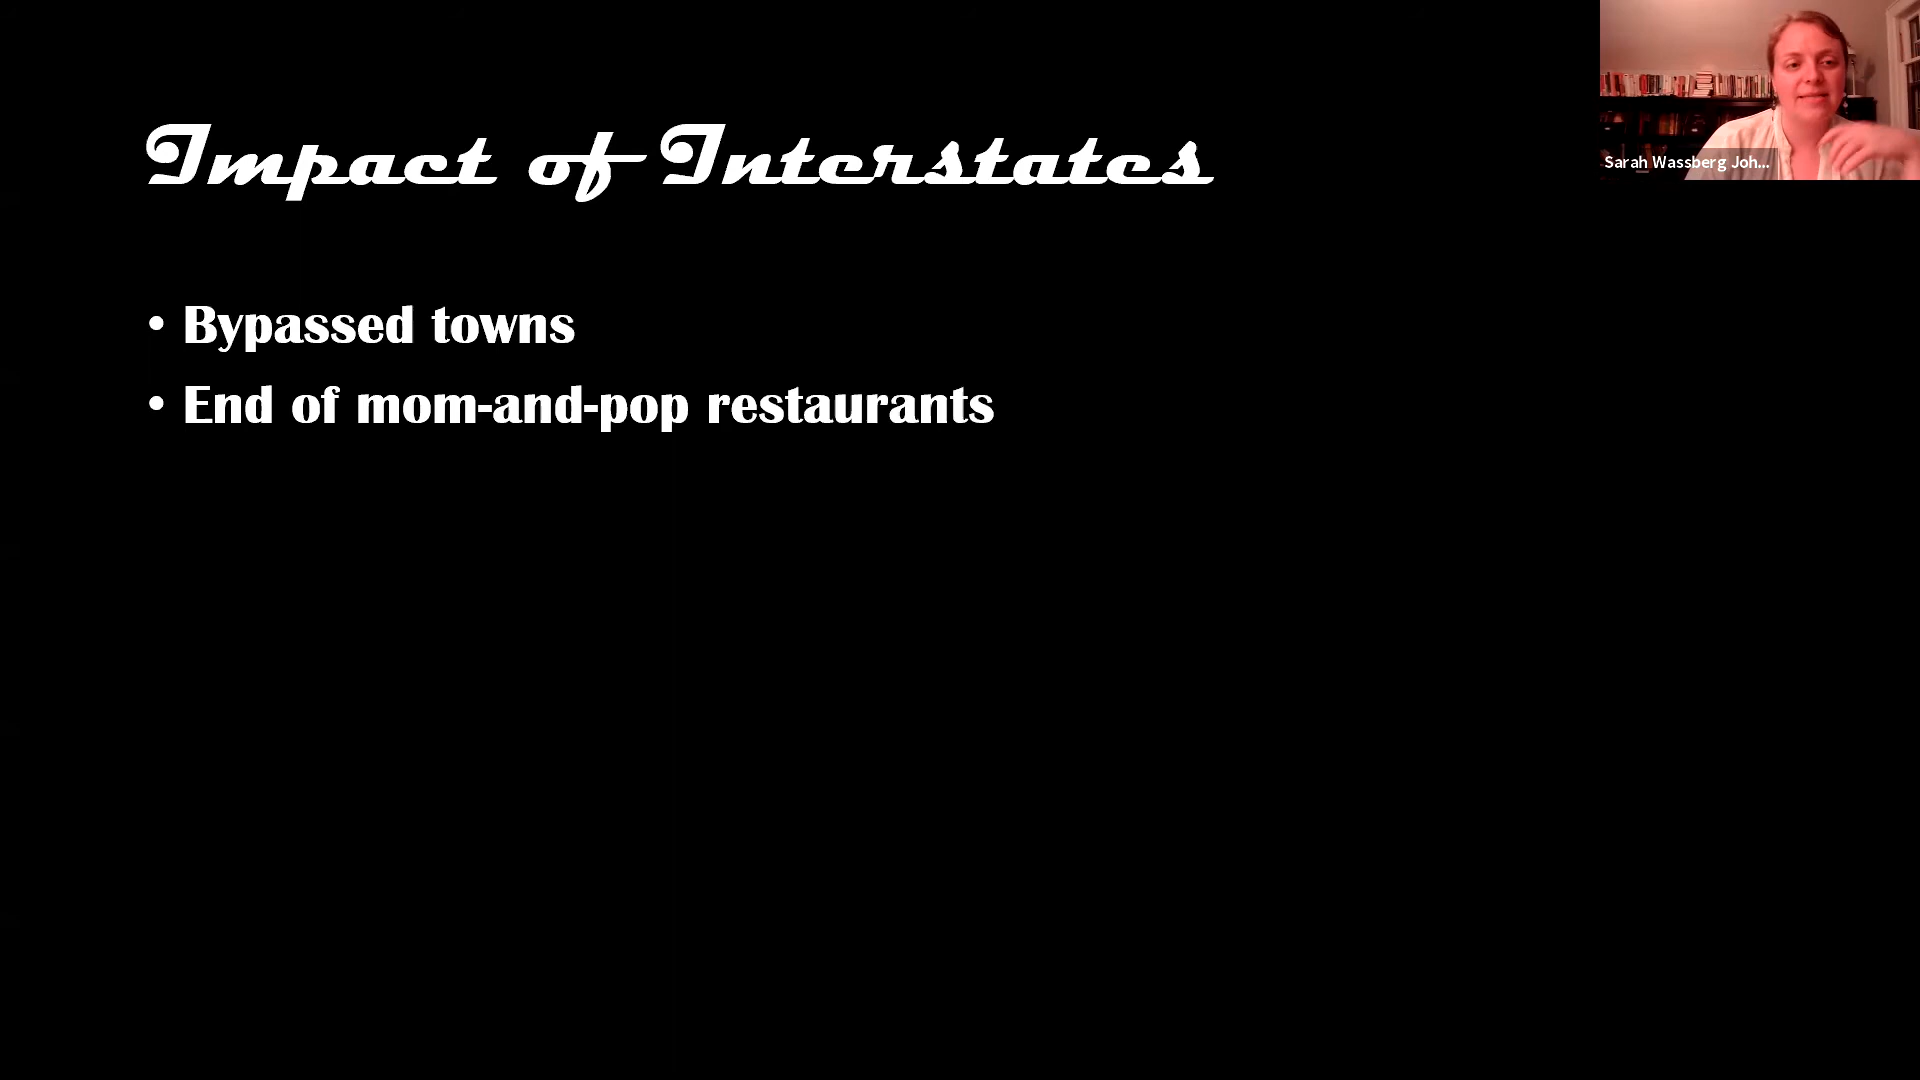 Impact of Interstates
• Bypassed towns
• End of mom-and-pop restaurants
Sarah Wassberg Joh...